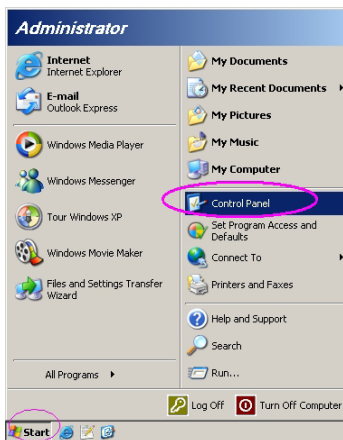 Administrator
Internet
Internet Explorer
E-mail
Outlook Express
Windows Media Player
Windows Messenger
Tour Windows XP
Windows Movie Maker
Files and Settings Transfer
Wizard
All Programs
My Documents
My Recent Documents
My Pictures
My Music
My Computer
Control Panel
Set Program Access and
Defaults
Connect To
Printers and Faxes
Help and Support
Search
Run...
Log Off
Turn Off Computer
Start